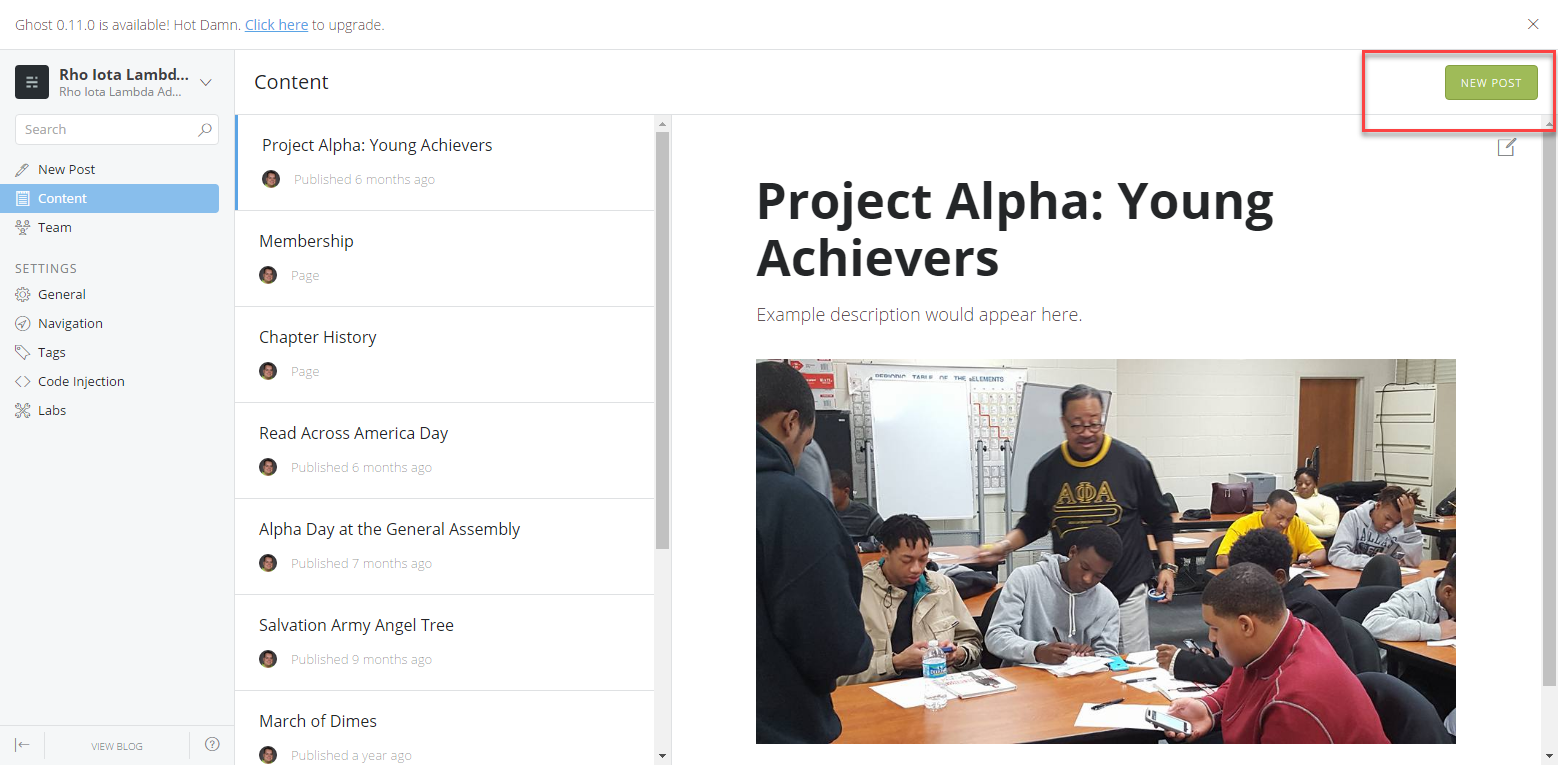 Ghost 0.11.0 is available! Hot Damn. Click here to upgrade.
Rho Iota Lambd...
Rho Iota Lambda Ad...
Search
New Post
Content
Team
SETTINGS
General
Navigation
Tags
Code Injection
Labs
VIEW BLOG
Content
NEW POST
Project Alpha: Young Achievers
Published 6 months ago
Membership
Page
Chapter History
Page
Read Across America Day
Published 6 months ago
Alpha Day at the General Assembly
Published 7 months ago
Salvation Army Angel Tree
Published 9 months ago
March of Dimes
Published a year ago
Project Alpha: Young
Achievers
Example description would appear here.
PERIODIC TABLE OF THE ELEMENTS
ΑΦΑ